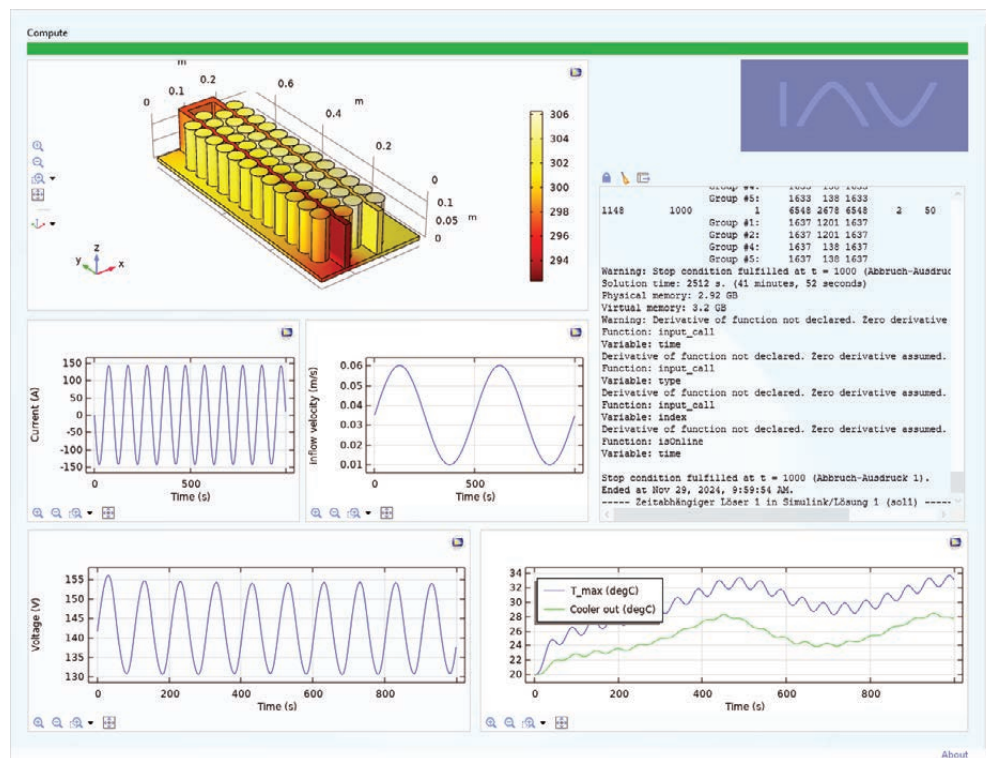 Compute
m
0.2
0.1
0
0.6
m
0.4
0.2
0
0.1
0.05 m
0
z
y x
306
304
302
300
298
296
294
IAV
Group #5: 1633 138 1633
1148 1000 1 6548 2678 6548 2 50
Group #1: 1637 1201 1637
Group #2: 1637 1201 1637
Group #4: 1637 138 1637
Group #5: 1637 138 1637
Warning: Stop condition fulfilled at t = 1000 (Abbruch-Ausdruc
Solution time: 2512 s. (41 minutes, 52 seconds)
Physical memory: 2.92 GB
Virtual memory: 3.2 GB
Warning: Derivative of function not declared. Zero derivative
Function: input_call
Variable: time
Derivative of function not declared. Zero derivative assumed.
Function: input_call
Variable: type
Derivative of function not declared. Zero derivative assumed.
Function: input_call
Variable: index
Derivative of function not declared. Zero derivative assumed.
Function: isOnline
Variable: time
Stop condition fulfilled at t = 1000 (Abbruch-Ausdruck 1).
Ended at Nov 29, 2024, 9:59:54 AM.
----- Zeitabhängiger Löser 1 in Simulink/Lösung 1 (sol1) -----
Current (A)
150
100
50
0
-50
-100
-150
0 500
Time (s)
Inflow velocity (m/s)
0.06
0.05
0.04
0.03
0.02
0.01
0 500
Time (s)
Voltage (V)
155
150
145
140
135
130
0 200 400 600 800
Time (s)
34
32
30
28
26
24
22
20
T_max (degC)
Cooler out (degC)
0 200 400 600 800
Time (s)
About